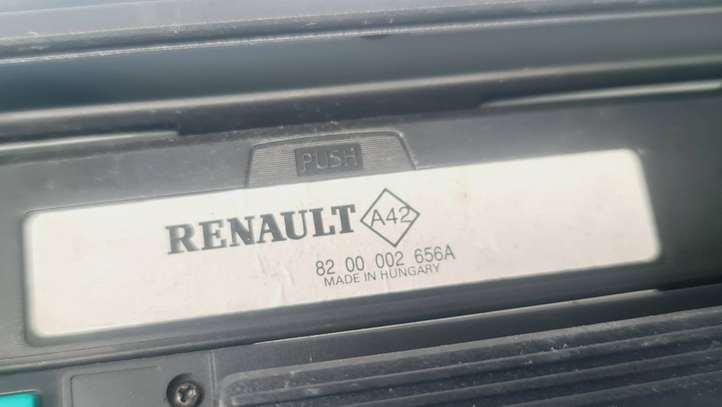 PUSH
RENAULT A42
82 00 002 656A
MADE IN HUNGARY